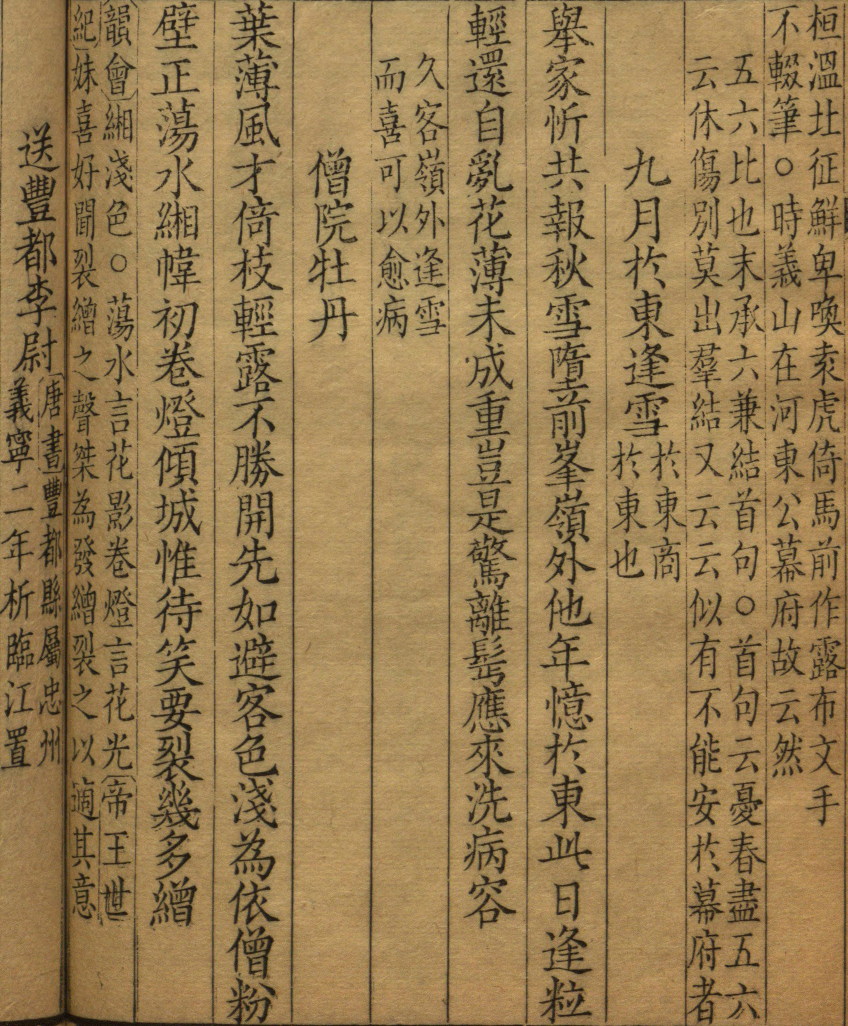 桓溫北征鮮卑喚袁虎倚馬前作露布文手
不輟筆○時義山在河東公幕府故云然
五六比也末承六兼結首句○首句云憂春盡五六
云休傷別莫出羣結又云云似有不能安於幕府者
九月於東逢雪
於東商
於東也
舉家忻共報秋雪墮前峯嶺外他年憶於東此日逢粒
輕還自亂花薄未成重豈是驚離鬂應來洗病容
久客嶺外逢雪
而喜可以愈病
僧院牡丹
葉薄風才倚枝輕露不勝開先如避客色淺為依僧粉
壁正蕩水緗幃初卷燈傾城惟待笑要裂幾多繒
韻會緗淺色○蕩水言花影卷燈言花光帝王世
紀妹喜好聞裂繒之聲桀為發繒裂之以適其意
送豐都李尉
唐書豐都縣屬忠州
義寧二年析臨江置